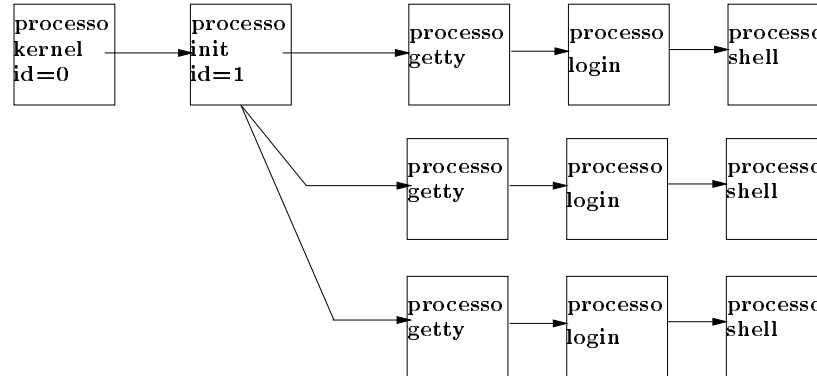 processo
kernel
id=0
processo
init
id=1
processo
getty
processo
login
processo
shell
processo
getty
processo
login
processo
shell
processo
getty
processo
login
processo
shell